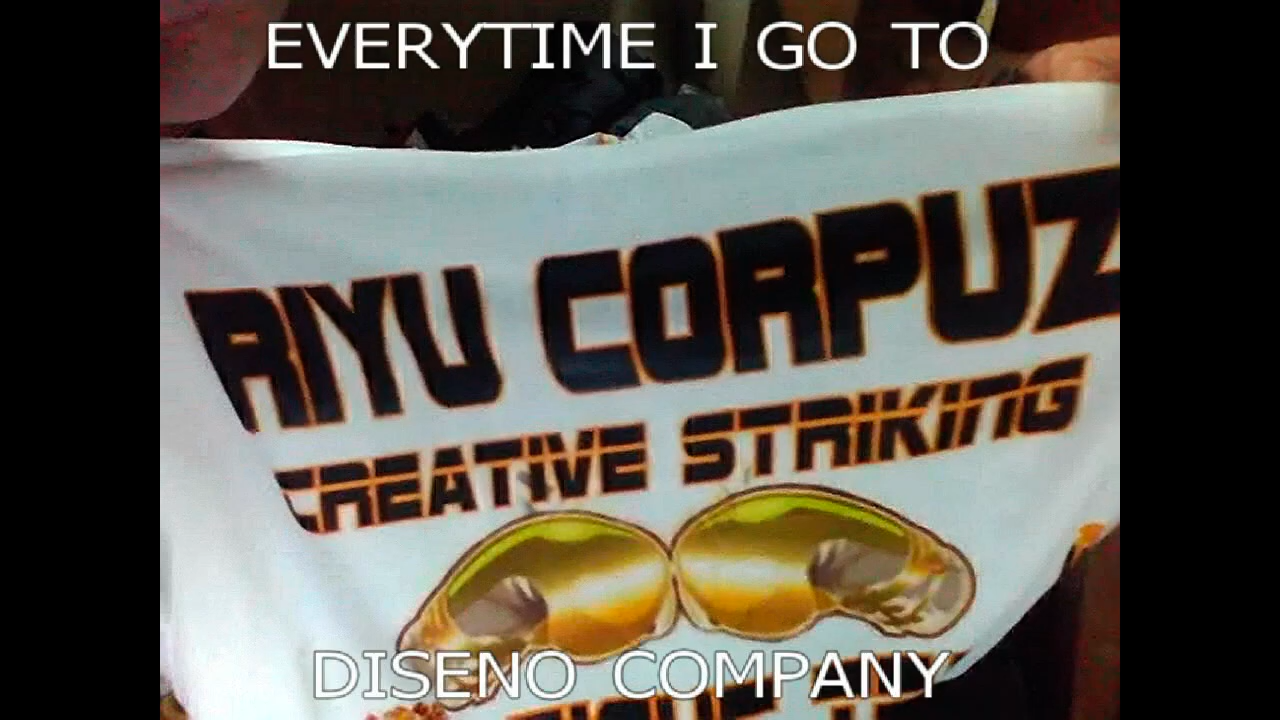 EVERYTIME I GO TO
RIYU CORPUZ
CREATIVE STRIKING
DISENO COMPANY